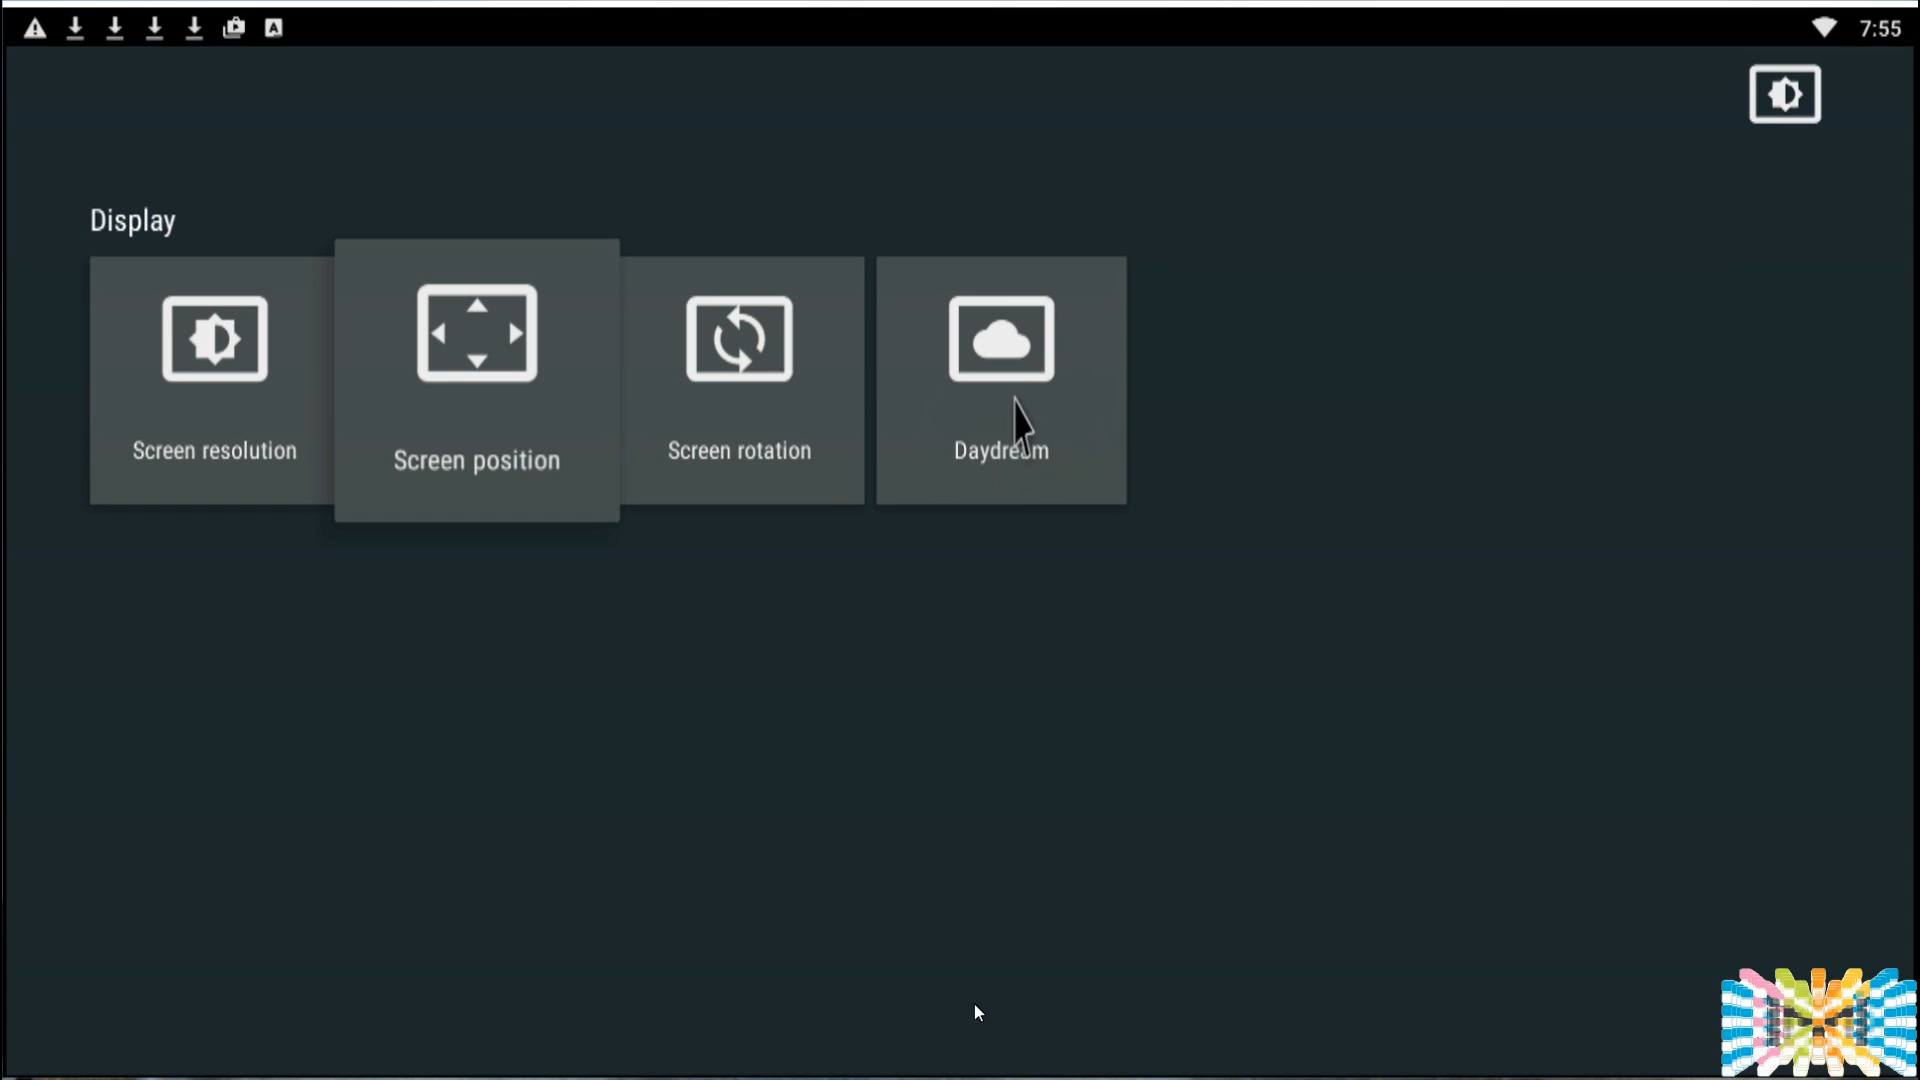 7:55
Display
Screen resolution
Screen position
Screen rotation
Daydream